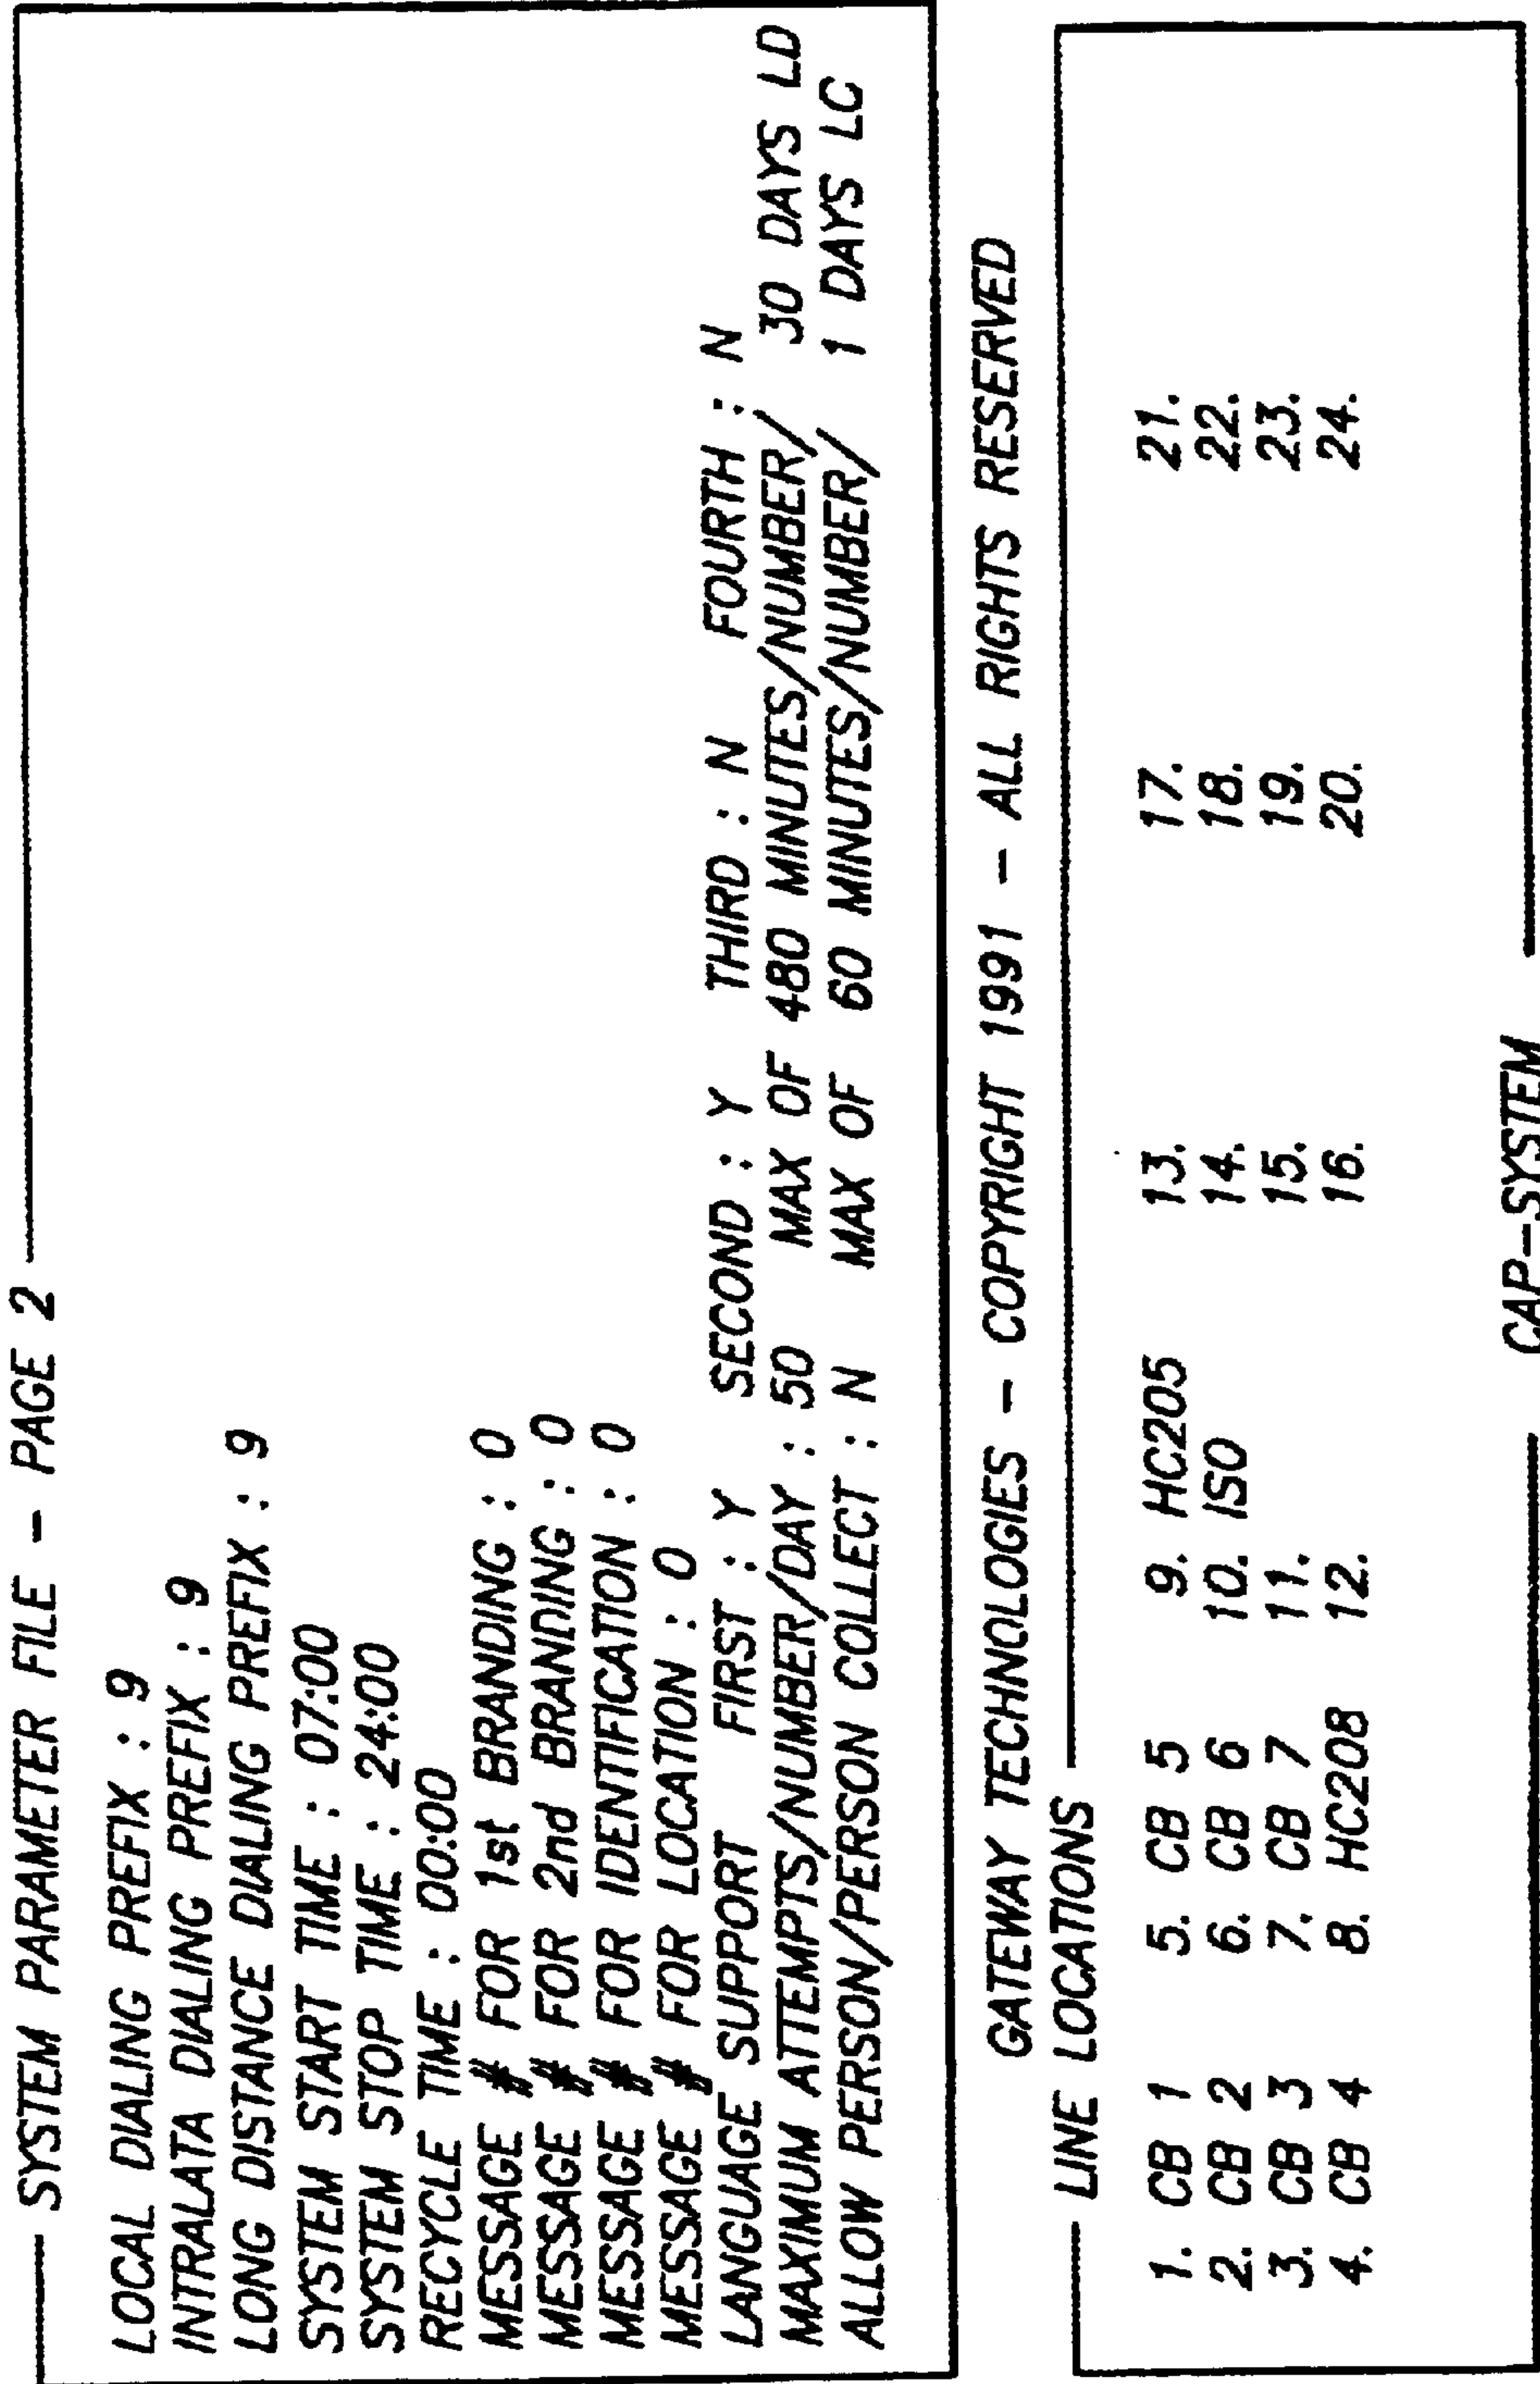 SYSTEM PARAMETER FILE - PAGE 2
LOCAL DIALING PREFIX : 9
INTRALATA DIALING PREFIX : 9
LONG DISTANCE DIALING PREFIX : 9
SYSTEM START TIME : 07:00
SYSTEM STOP TIME : 24:00
RECYCLE TIME : 00:00
MESSAGE # FOR 1st BRANDING : 0
MESSAGE # FOR 2nd BRANDING : 0
MESSAGE # FOR IDENTIFICATION : 0
MESSAGE # FOR LOCATION : 0
LANGUAGE SUPPORT FIRST : Y SECOND : Y THIRD : N FOURTH : N
MAXIMUM ATTEMPTS/NUMBER/DAY : 50 MAX OF 480 MINUTES/NUMBER/ 30 DAYS LD
ALLOW PERSON/PERSON COLLECT : N MAX OF 60 MINUTES/NUMBER/ 1 DAYS LC
GATEWAY TECHNOLOGIES - COPYRIGHT 1991 - ALL RIGHTS RESERVED
LINE LOCATIONS
1. CB 1 5. CB 5 9. HC205 13. 17. 21.
2. CB 2 6. CB 6 10. ISO 14. 18. 22.
3. CB 3 7. CB 7 11. 15. 19. 23.
4. CB 4 8. HC208 12. 16. 20. 24.
CAP-SYSTEM